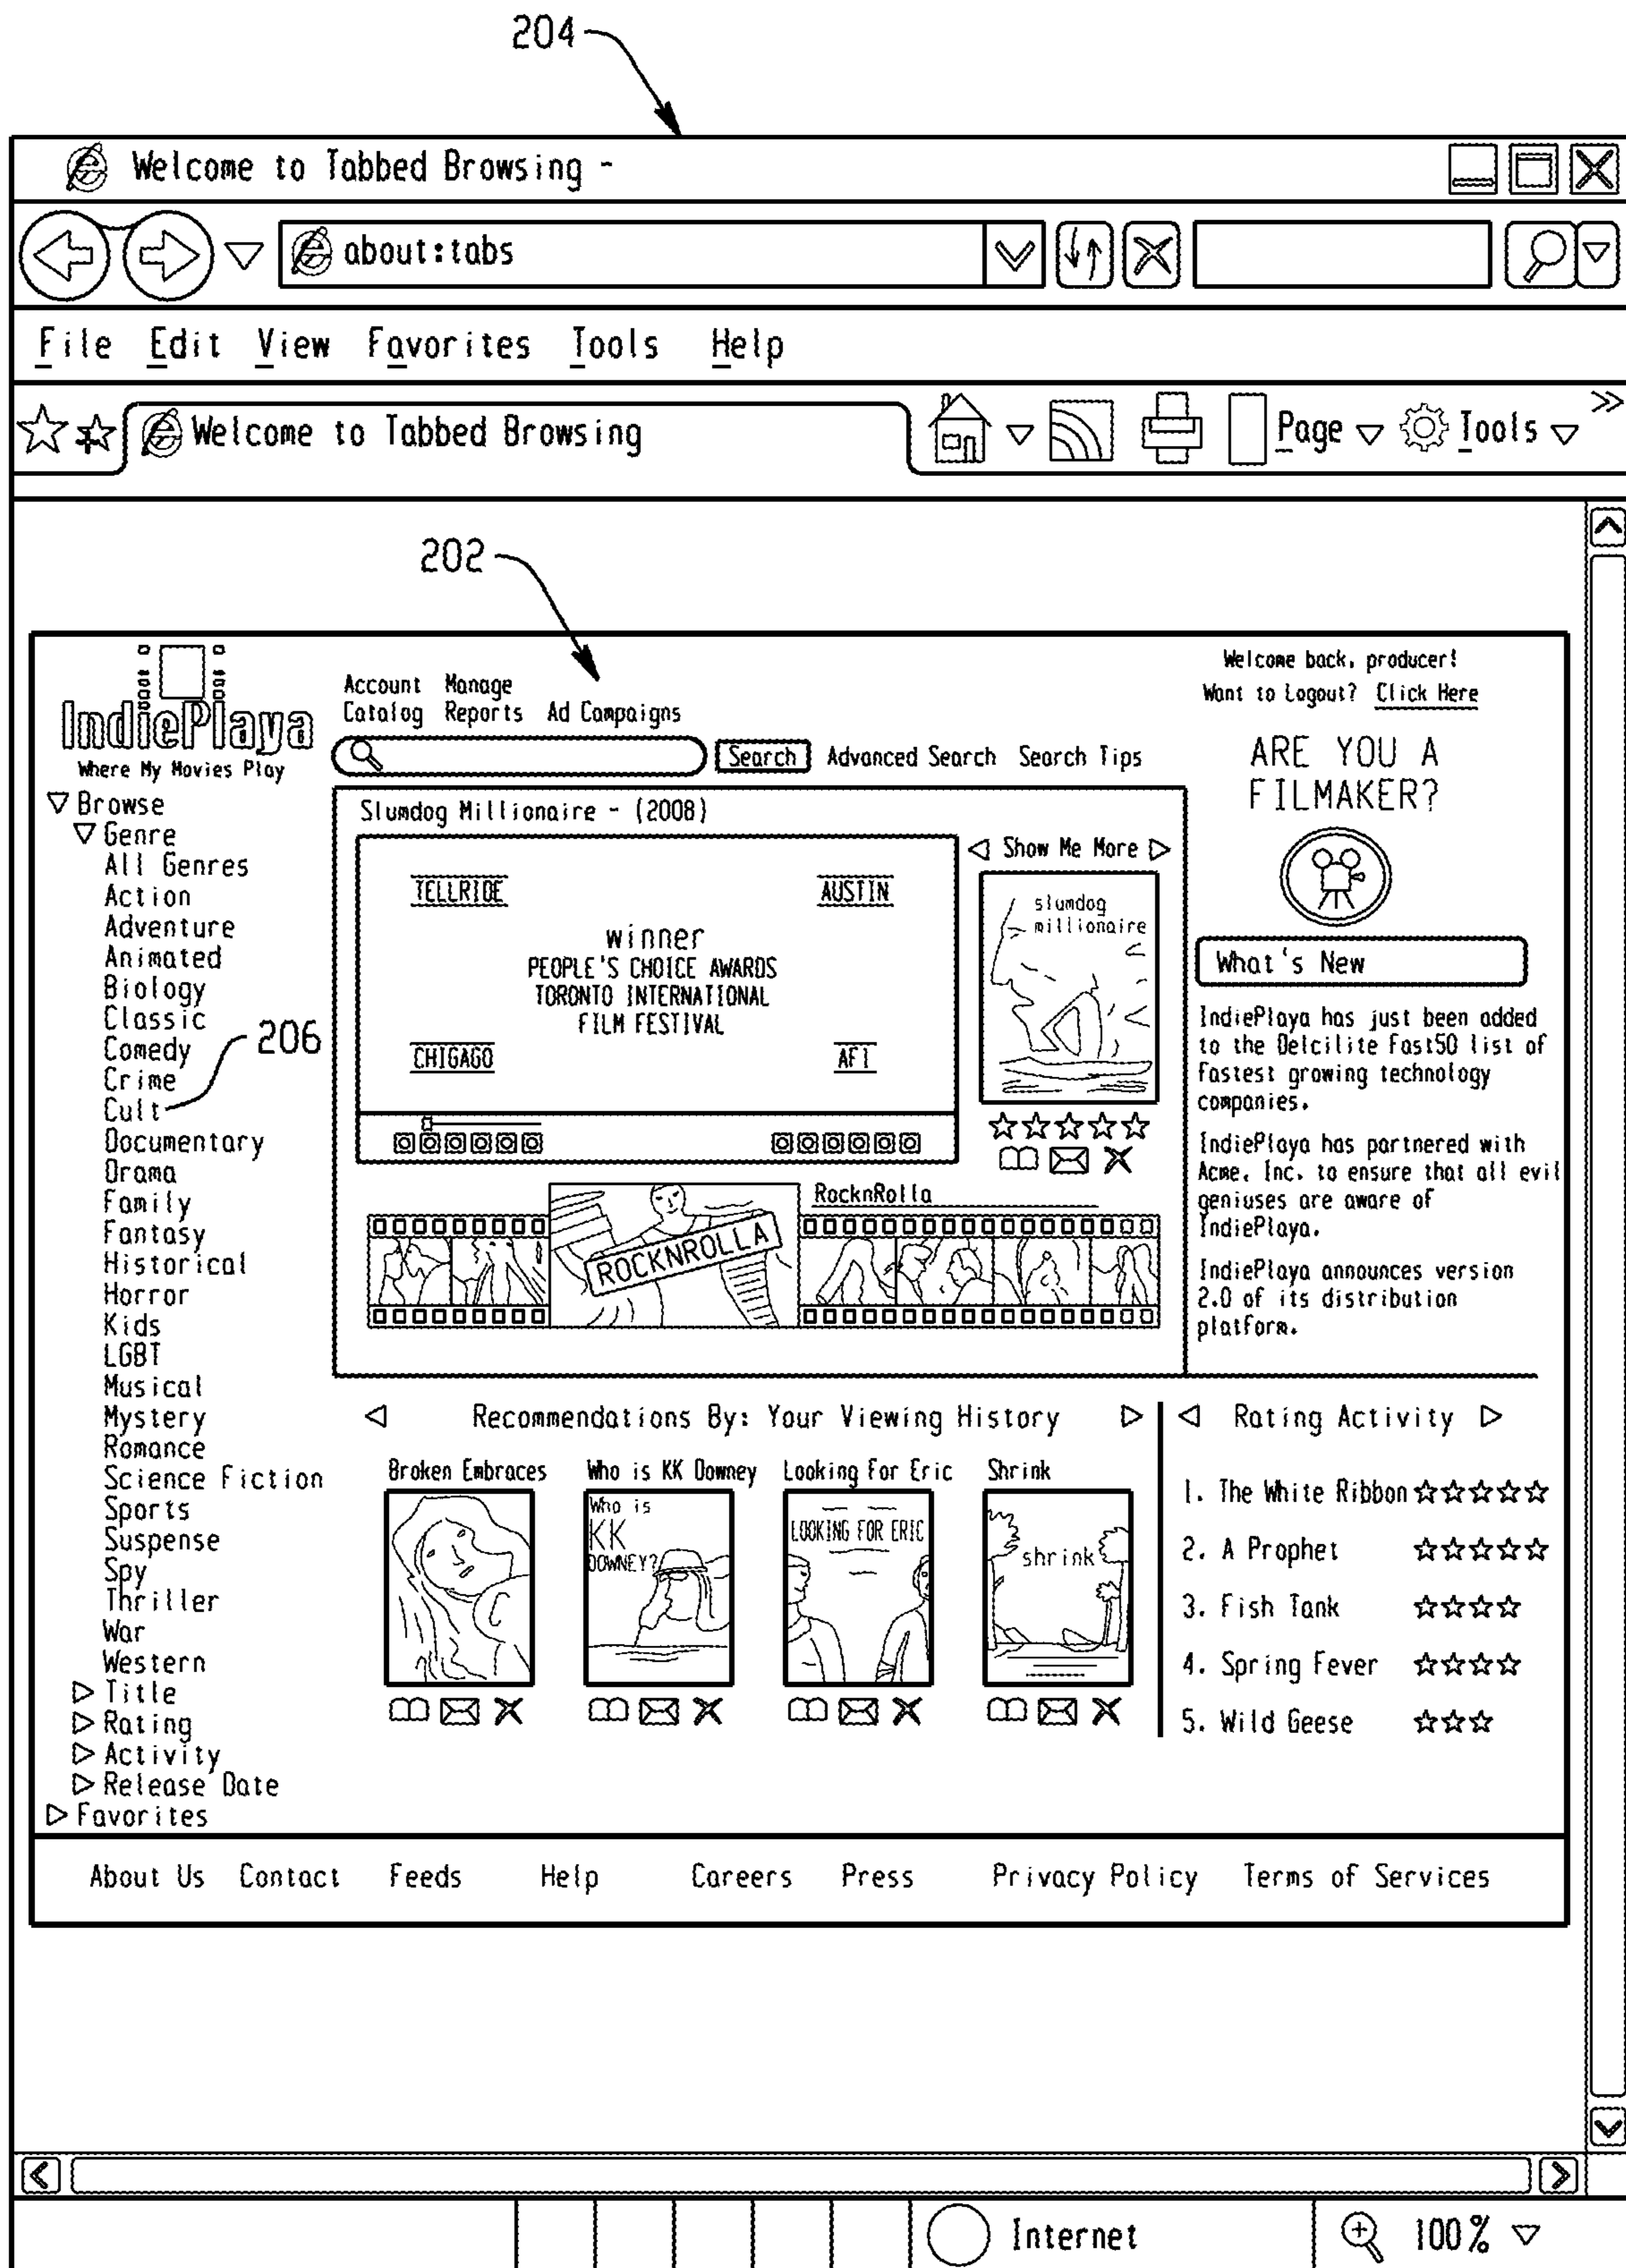 204
Welcome to Tabbed Browsing -
about:tabs
File Edit View Favorites Tools Help
Welcome to Tabbed Browsing
Page Tools
202
IndiePlaya
Where My Movies Play
Account Manage
Catalog Reports Ad Campaigns
Search Advanced Search Search Tips
Welcome back, producer!
Want to Logout? Click Here
ARE YOU A
FILMAKER?
Browse
Genre
All Genres
Action
Adventure
Animated
Biology
Classic
Comedy
Crime
Cult
206
Documentary
Drama
Family
Fantasy
Historical
Horror
Kids
LGBT
Musical
Mystery
Romance
Science Fiction
Sports
Suspense
Spy
Thriller
War
Western
Title
Rating
Activity
Release Date
Favorites
Slumdog Millionaire - (2008)
TELLRIDE AUSTIN
winner
PEOPLE'S CHOICE AWARDS
TORONTO INTERNATIONAL
FILM FESTIVAL
CHIGAGO AFI
Show Me More
slumdog
millionaire
RocknRolla
ROCKNROLLA
What's New
IndiePlaya has just been added
to the Delcilite Fast50 list of
fastest growing technology
companies.
IndiePlaya has partnered with
Acme, Inc. to ensure that all evil
geniuses are aware of
IndiePlaya.
IndiePlaya announces version
2.0 of its distribution
platform.
Recommendations By: Your Viewing History
Broken Embraces Who is KK Downey Looking For Eric Shrink
Who is
KK
DOWNEY?
LOOKING FOR ERIC
shrink
Rating Activity
1. The White Ribbon
2. A Prophet
3. Fish Tank
4. Spring Fever
5. Wild Geese
About Us Contact Feeds Help Careers Press Privacy Policy Terms of Services
Internet 100%